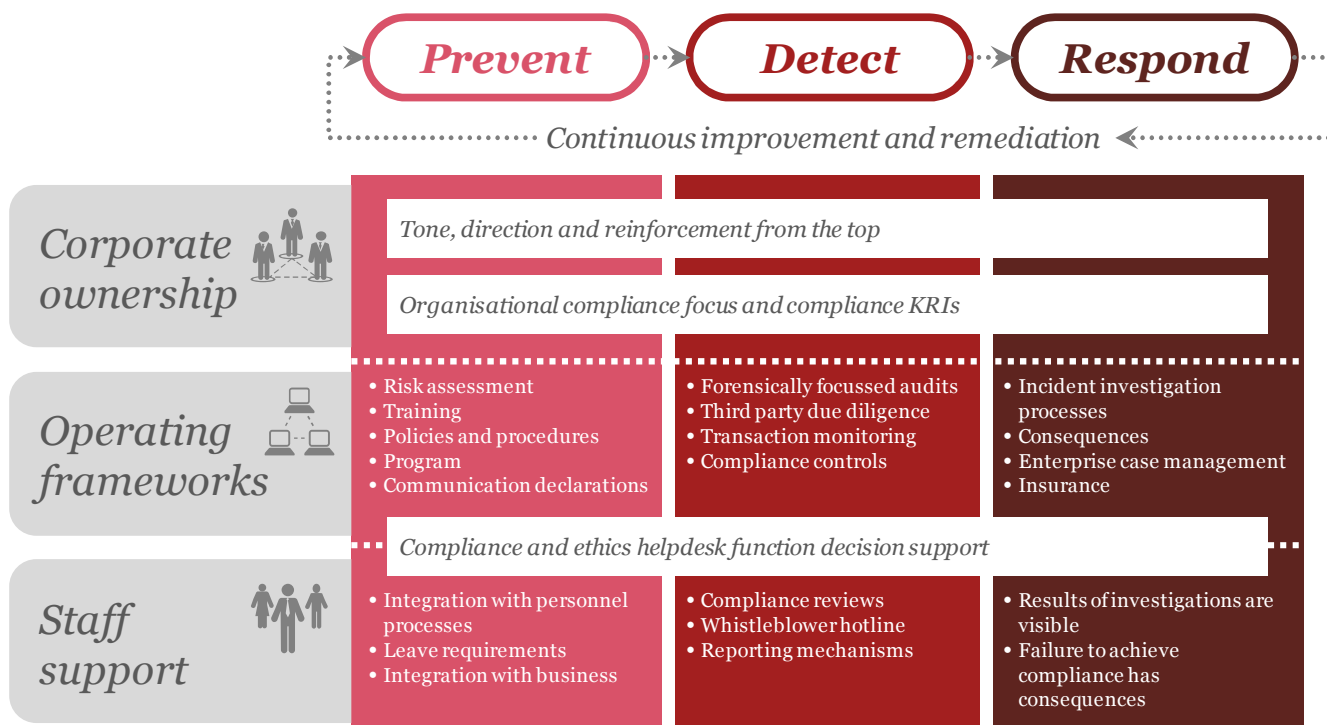 Prevent
Detect
Respond
Continuous improvement and remediation
Corporate
ownership
Tone, direction and reinforcement from the top
Organisational compliance focus and compliance KRIs
Operating
frameworks
• Risk assessment
• Training
• Policies and procedures
• Program
• Communication declarations
• Forensically focussed audits
• Third party due diligence
• Transaction monitoring
• Compliance controls
• Incident investigation
processes
• Consequences
• Enterprise case management
• Insurance
Compliance and ethics helpdesk function decision support
Staff
support
• Integration with personnel
processes
• Leave requirements
• Integration with business
• Compliance reviews
• Whistleblower hotline
• Reporting mechanisms
• Results of investigations are
visible
• Failure to achieve
compliance has
consequences